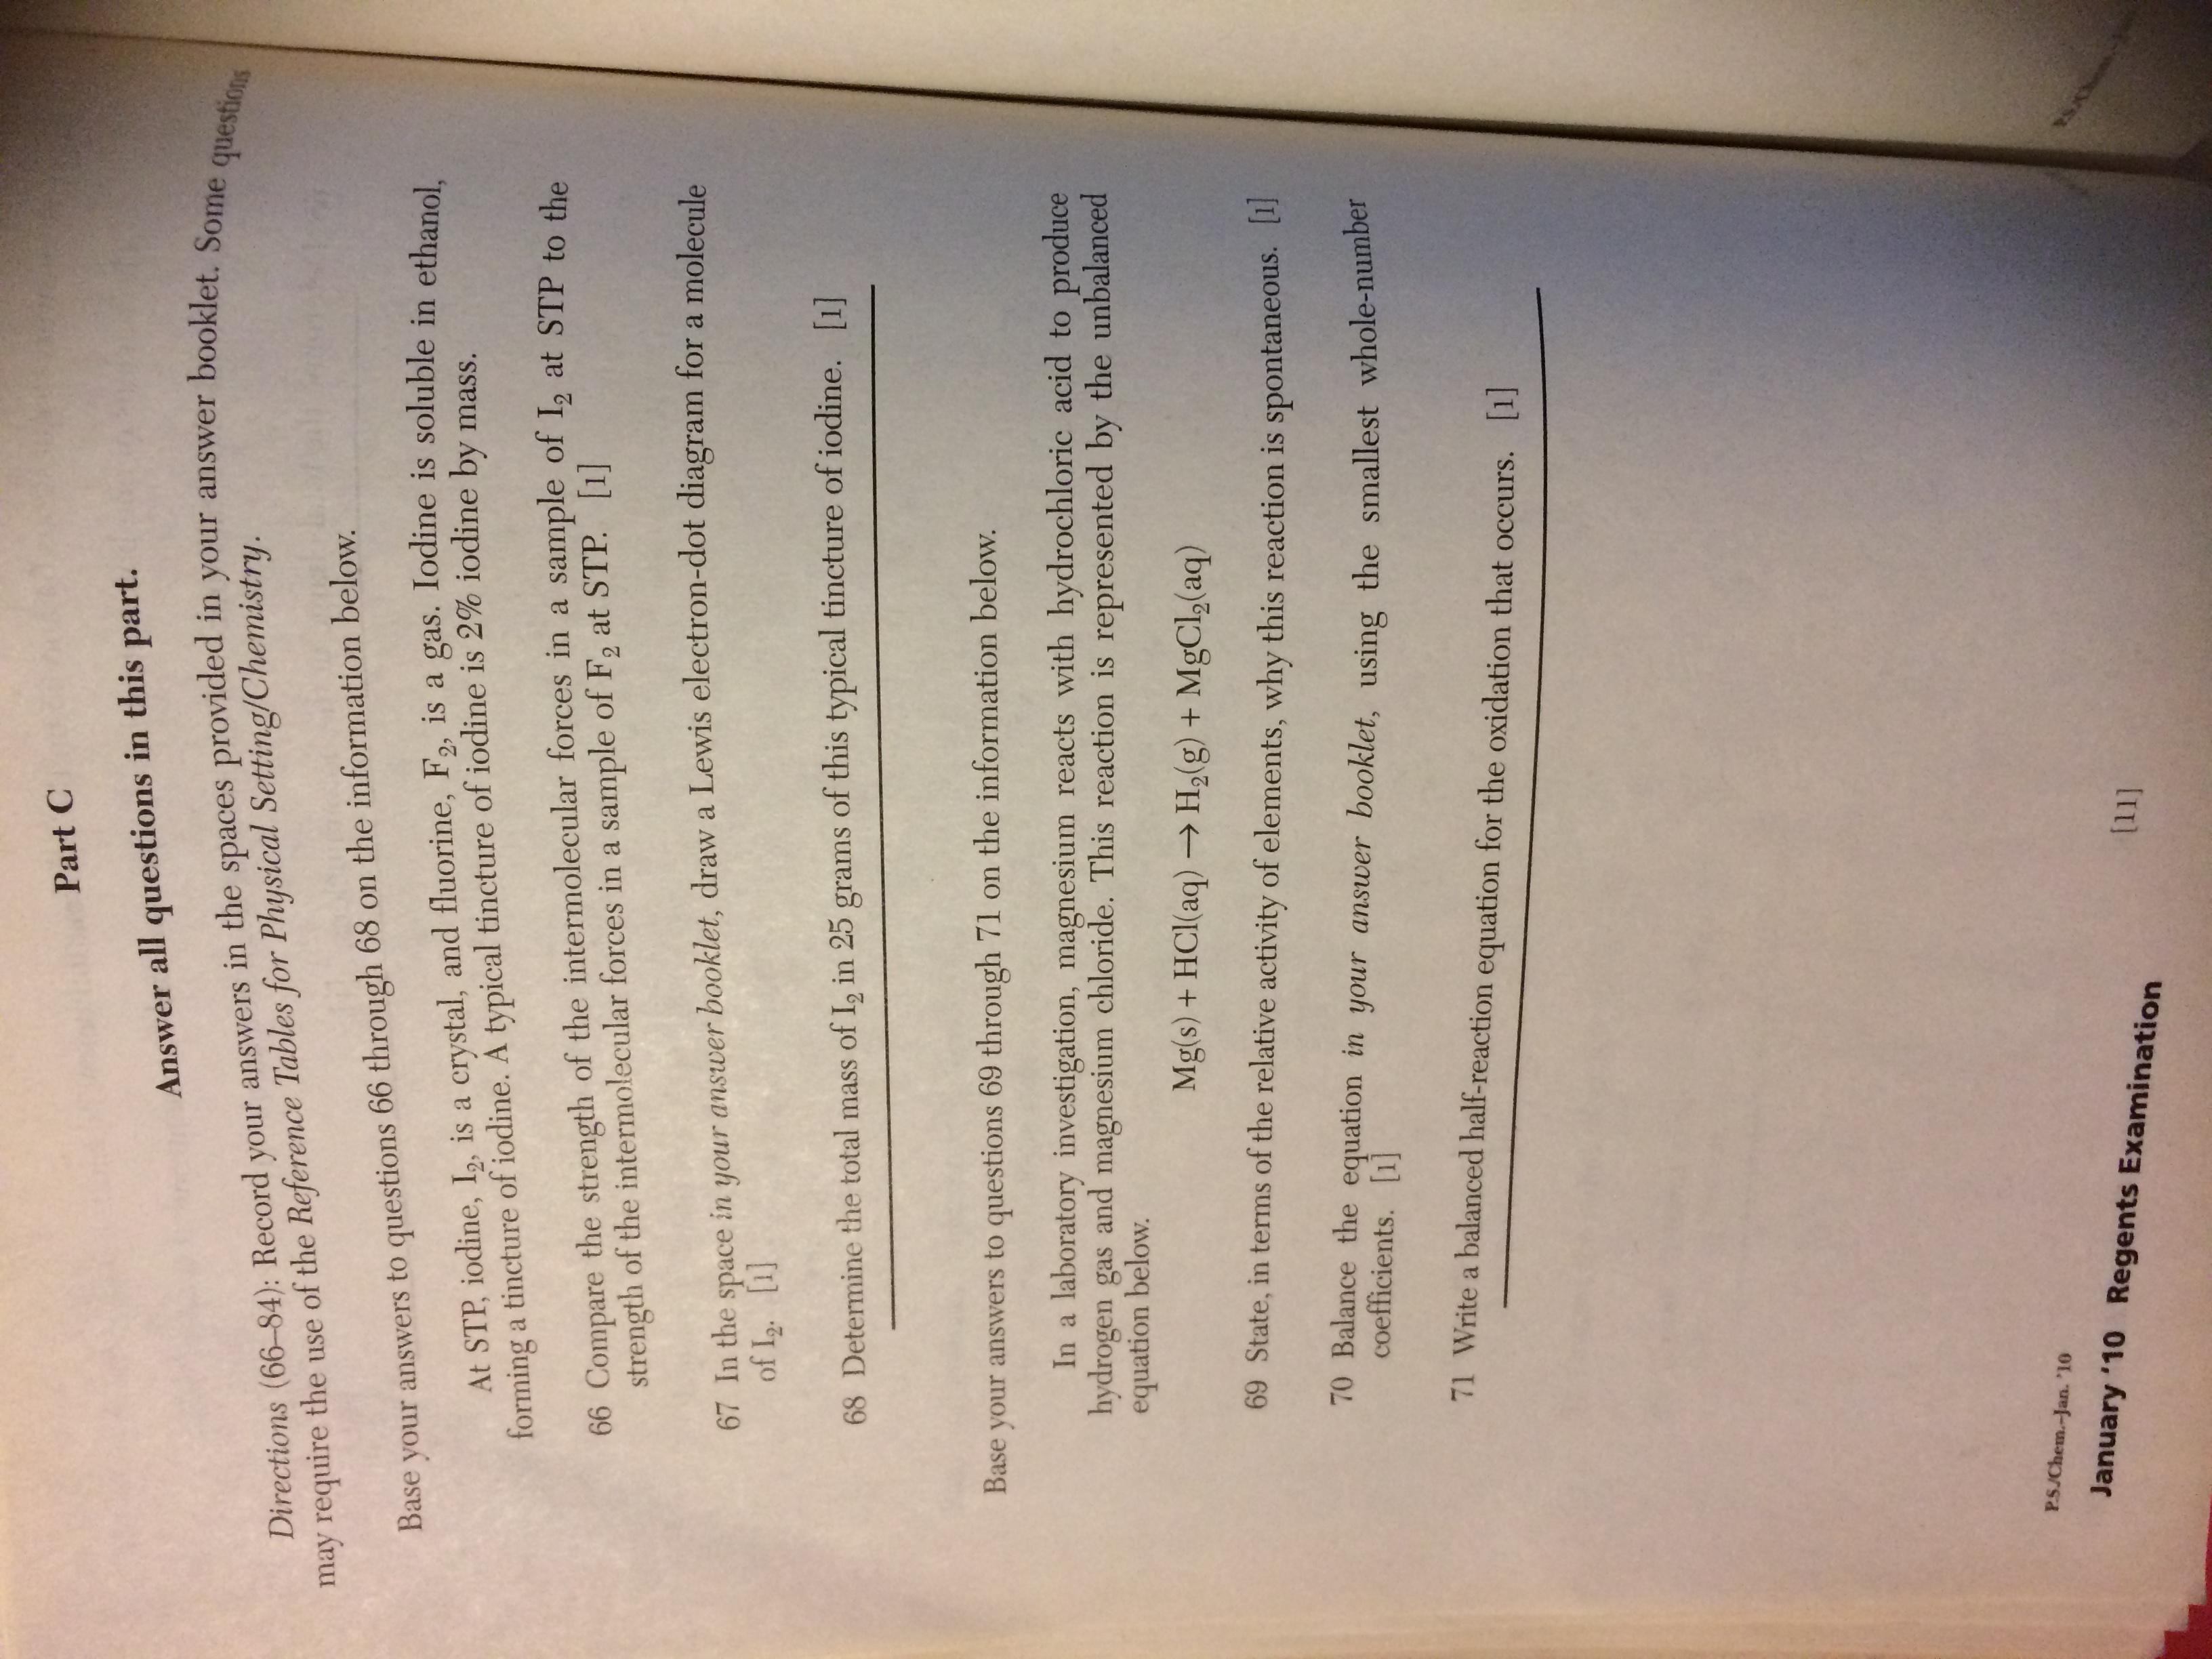 Part C
Answer all questions in this part.
Directions (66–84): Record your answers in the spaces provided in your answer booklet. Some questions
may require the use of the Reference Tables for Physical Setting/Chemistry.
Base your answers to questions 66 through 68 on the information below.
At STP, iodine, I₂, is a crystal, and fluorine, F₂, is a gas. Iodine is soluble in ethanol,
forming a tincture of iodine. A typical tincture of iodine is 2% iodine by mass.
66 Compare the strength of the intermolecular forces in a sample of I₂ at STP to the
strength of the intermolecular forces in a sample of F₂ at STP. [1]
67 In the space in your answer booklet, draw a Lewis electron-dot diagram for a molecule
of I₂. [1]
68 Determine the total mass of I₂ in 25 grams of this typical tincture of iodine. [1]
Base your answers to questions 69 through 71 on the information below.
In a laboratory investigation, magnesium reacts with hydrochloric acid to produce
hydrogen gas and magnesium chloride. This reaction is represented by the unbalanced
equation below.
Mg(s) + HCl(aq) → H₂(g) + MgCl₂(aq)
69 State, in terms of the relative activity of elements, why this reaction is spontaneous. [1]
70 Balance the equation in your answer booklet, using the smallest whole-number
coefficients. [1]
71 Write a balanced half-reaction equation for the oxidation that occurs. [1]
P.S./Chem.–Jan. '10
January '10 Regents Examination [11]